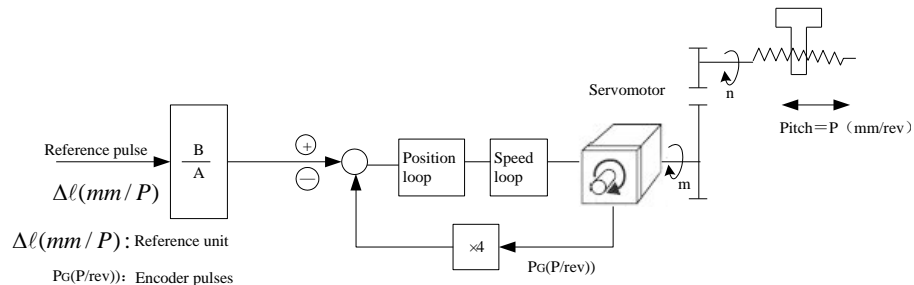 Servomotor
n
Pitch＝P（mm/rev）
Reference pulse
B
A
+
−
Position
loop
Speed
loop
m
Δℓ(mm/P)
×4
Δℓ(mm/P): Reference unit
PG(P/rev))
PG(P/rev)): Encoder pulses